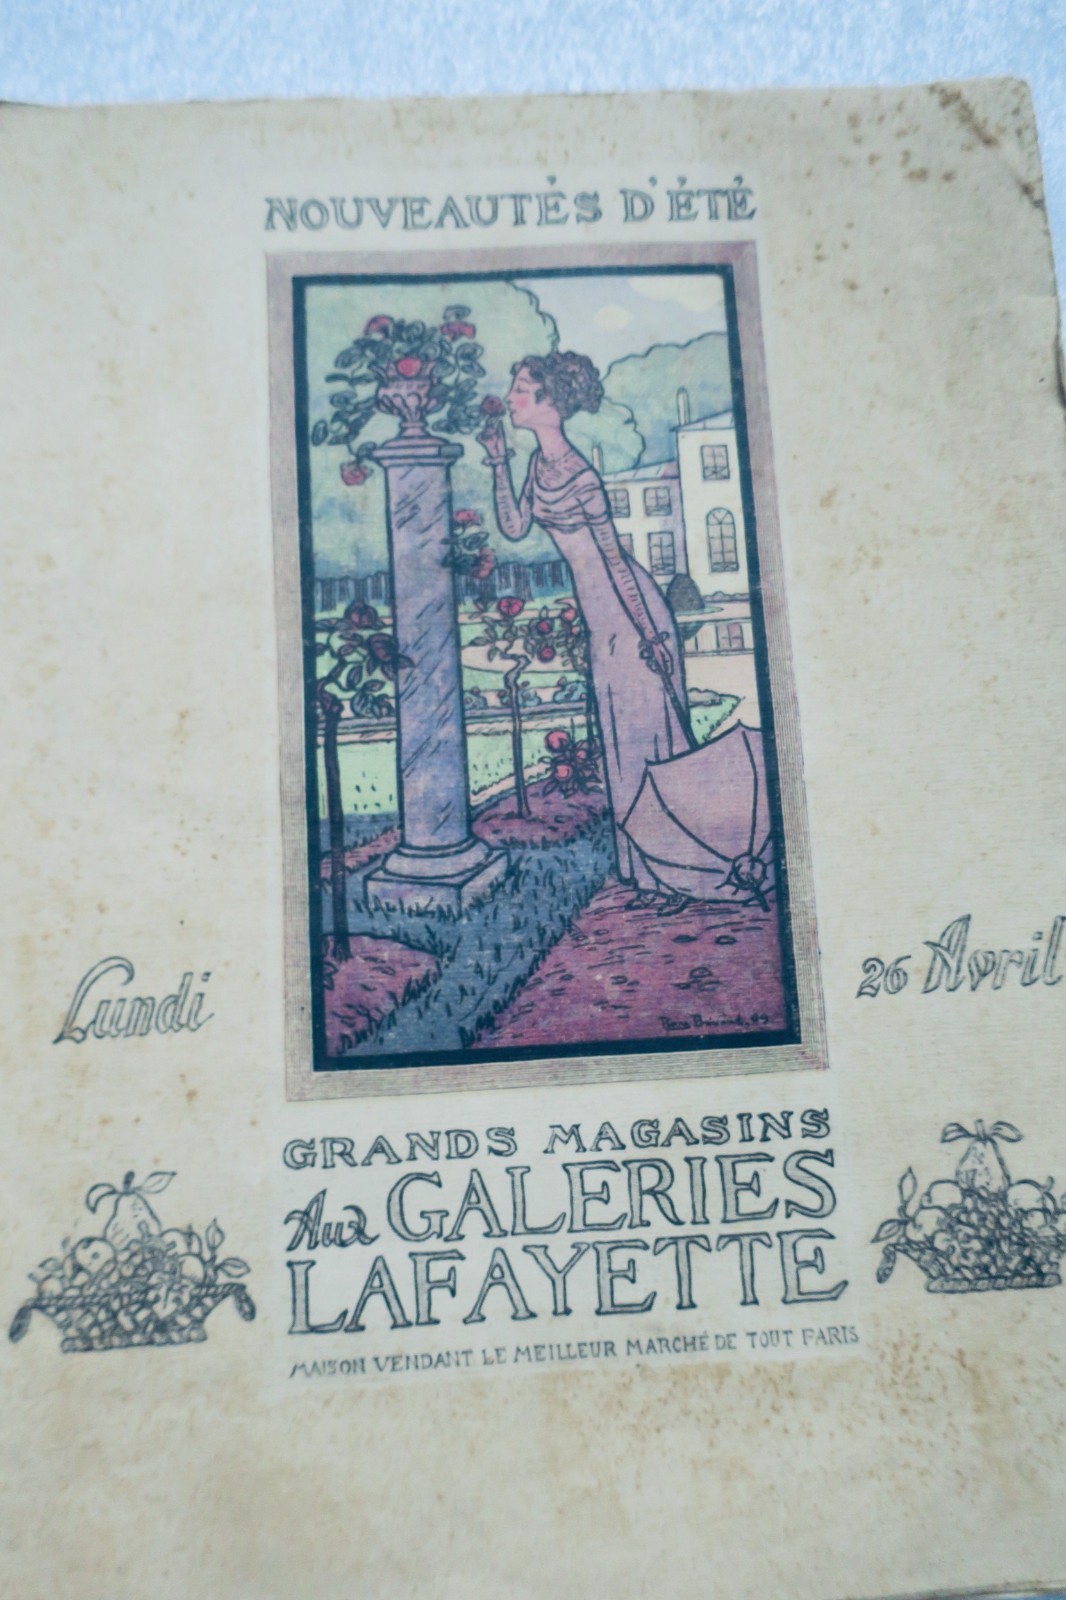 NOUVEAUTÉS D'ÉTÉ
Lundi
26 Avril
GRANDS MAGASINS
Aux GALERIES
LAFAYETTE
MAISON VENDANT LE MEILLEUR MARCHÉ DE TOUT PARIS